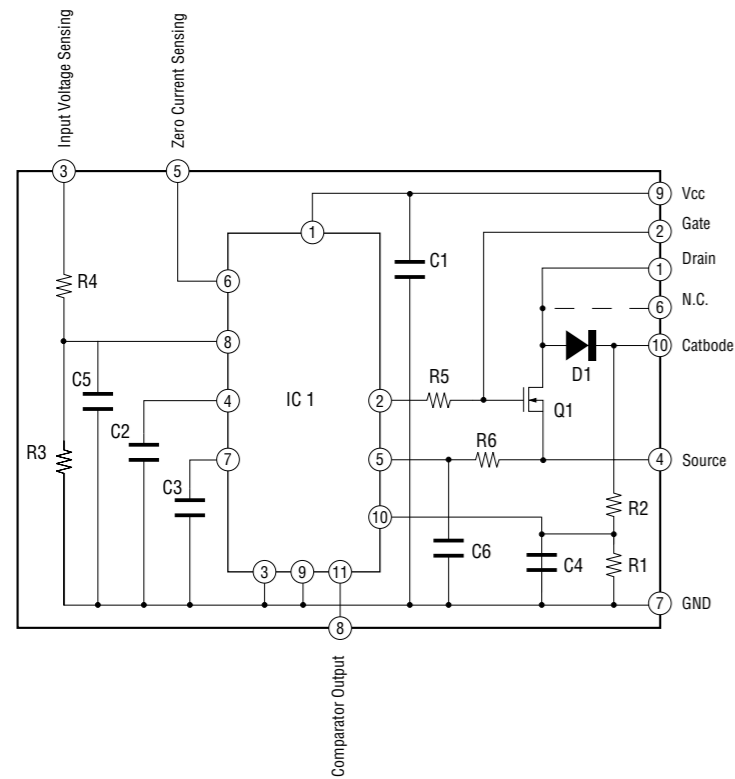 Input Voltage Sensing
Zero Current Sensing
3
5
9 Vcc
1
2 Gate
C1
1 Drain
R4
6
6 N.C.
8
10 Catbode
D1
C5
R5
4
IC 1
2
Q1
C2
R6
R3
7
5
4 Source
C3
R2
10
C6
C4
R1
3
9
11
7 GND
8
Comparator Output